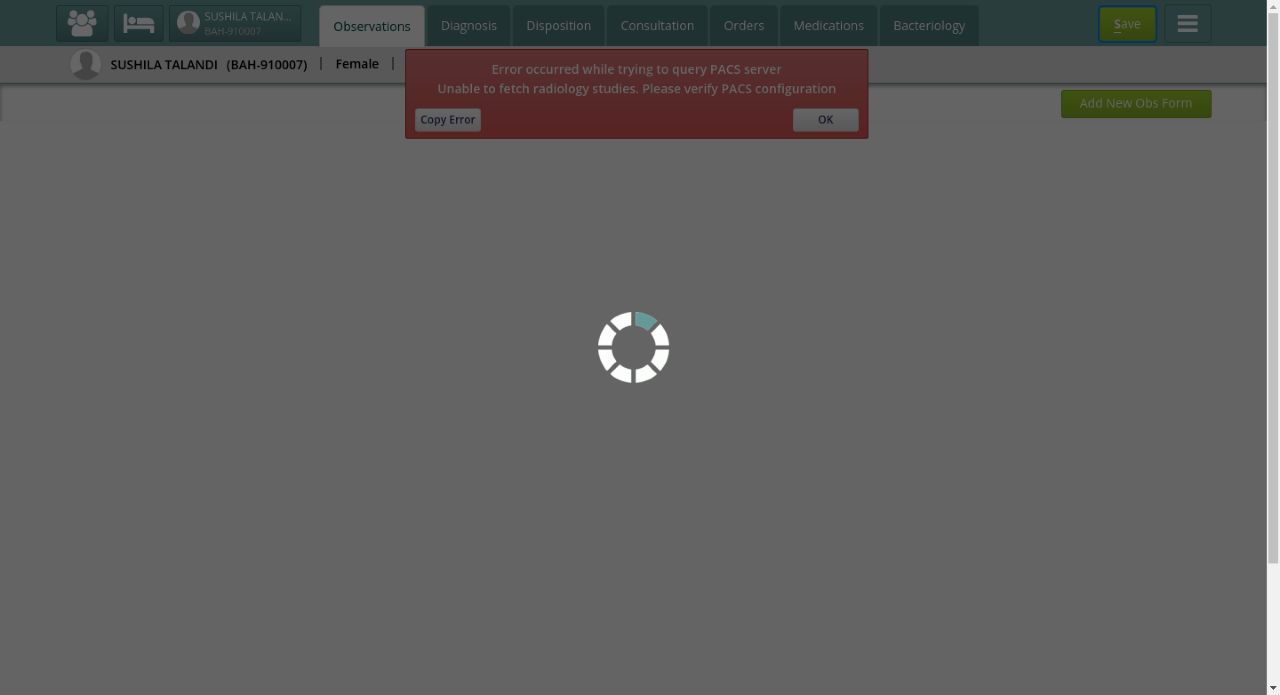 SUSHILA TALAN...
BAH-910007
Observations
Diagnosis
Disposition
Consultation
Orders
Medications
Bacteriology
Save
SUSHILA TALANDI (BAH-910007) | Female |
Error occurred while trying to query PACS server
Unable to fetch radiology studies. Please verify PACS configuration
Copy Error
OK
Add New Obs Form